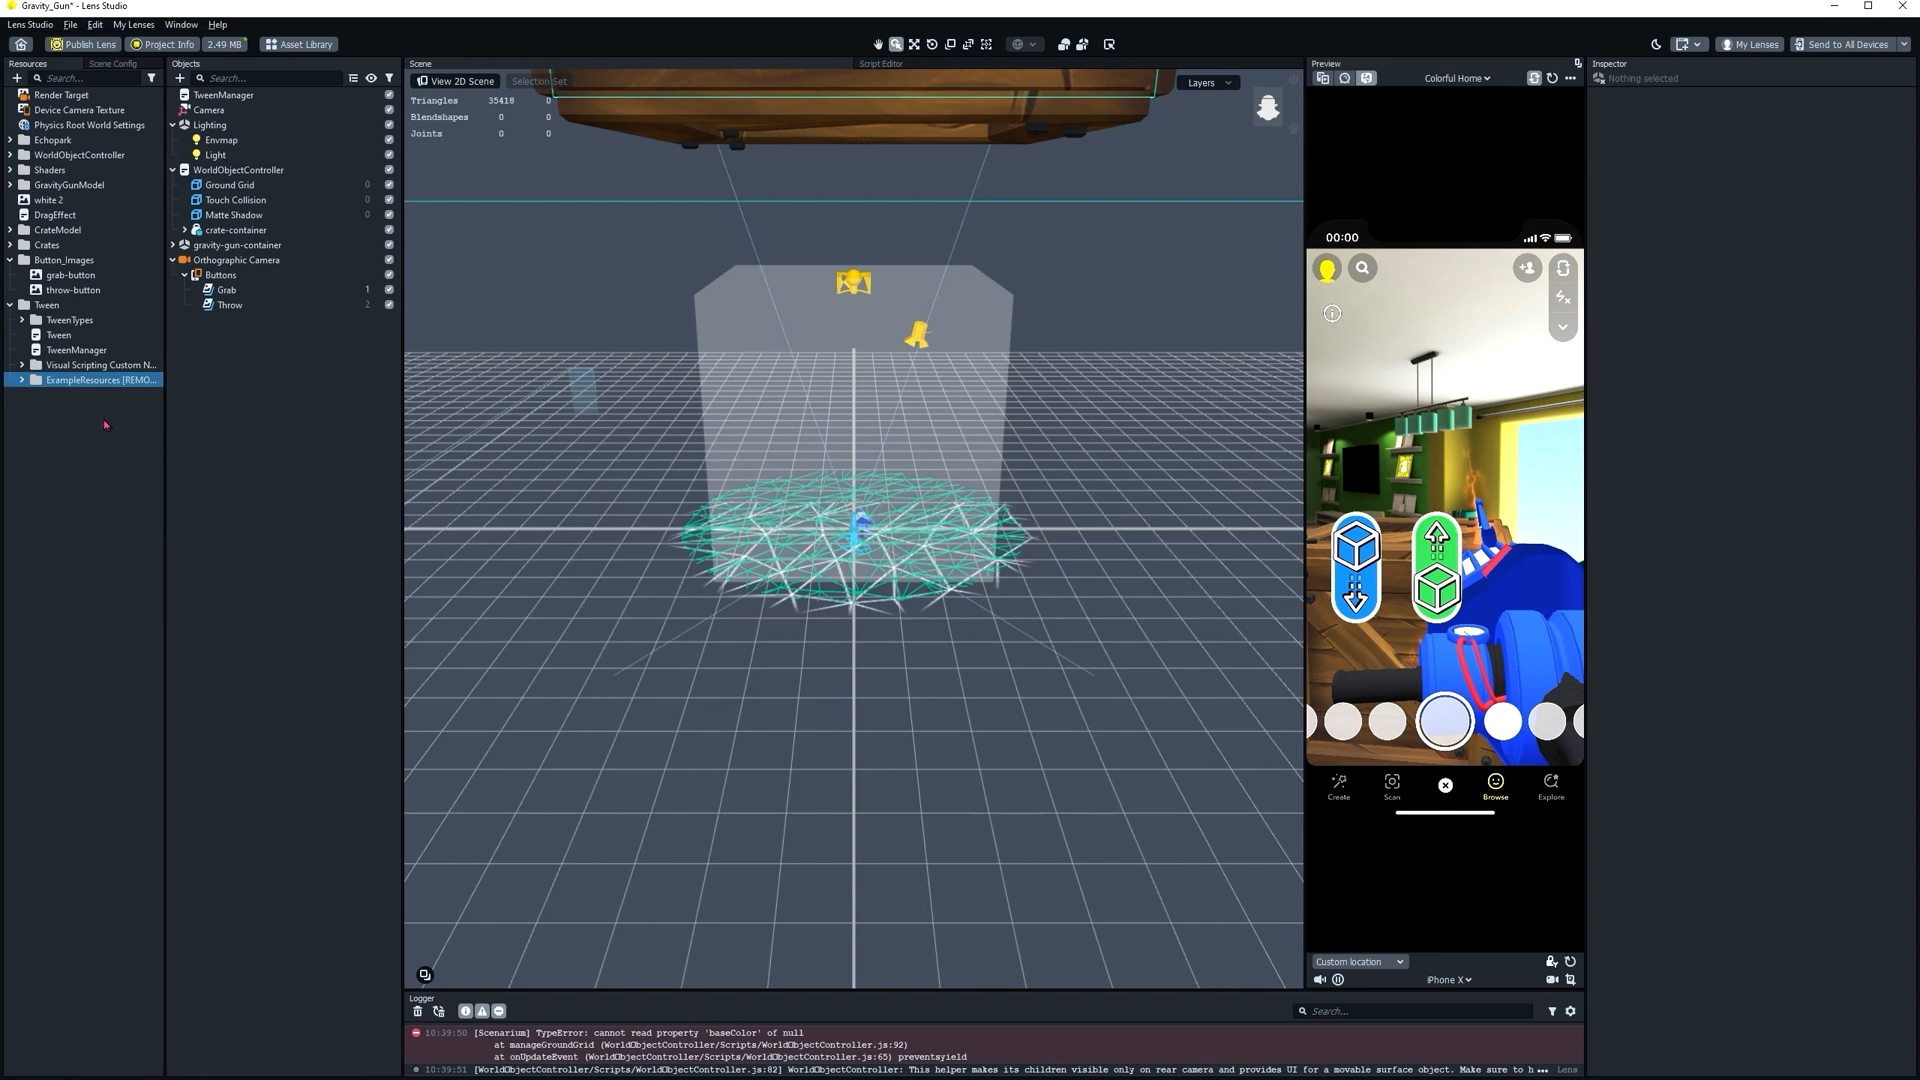 Gravity_Gun* - Lens Studio
Lens Studio File Edit My Lenses Window Help
Publish Lens Project Info 2.49 MB Asset Library My Lenses Send to All Devices
Resources Scene Config
Search...
Render Target
Device Camera Texture
Physics Root World Settings
Echopark
WorldObjectController
Shaders
GravityGunModel
white 2
DragEffect
CrateModel
Crates
Button_Images
grab-button
throw-button
Tween
TweenTypes
Tween
TweenManager
Visual Scripting Custom N...
ExampleResources [REMO...
Objects
Search...
TweenManager
Camera
Lighting
Envmap
Light
WorldObjectController
Ground Grid 0
Touch Collision 0
Matte Shadow 0
crate-container
gravity-gun-container
Orthographic Camera
Buttons
Grab 1
Throw 2
Scene Script Editor
View 2D Scene Selection Set Layers
Triangles 35418 0
Blendshapes 0 0
Joints 0 0
Preview
Colorful Home
00:00
Create Scan Browse Explore
Custom location
iPhone X
Inspector
Nothing selected
Logger
Search...
10:39:50 [Scenarium] TypeError: cannot read property 'baseColor' of null
at manageGroundGrid (WorldObjectController/Scripts/WorldObjectController.js:92)
at onUpdateEvent (WorldObjectController/Scripts/WorldObjectController.js:65) preventsyield
10:39:51 [WorldObjectController/Scripts/WorldObjectController.js:82] WorldObjectController: This helper makes its children visible only on rear camera and provides UI for a movable surface object. Make sure to h ••• Lens